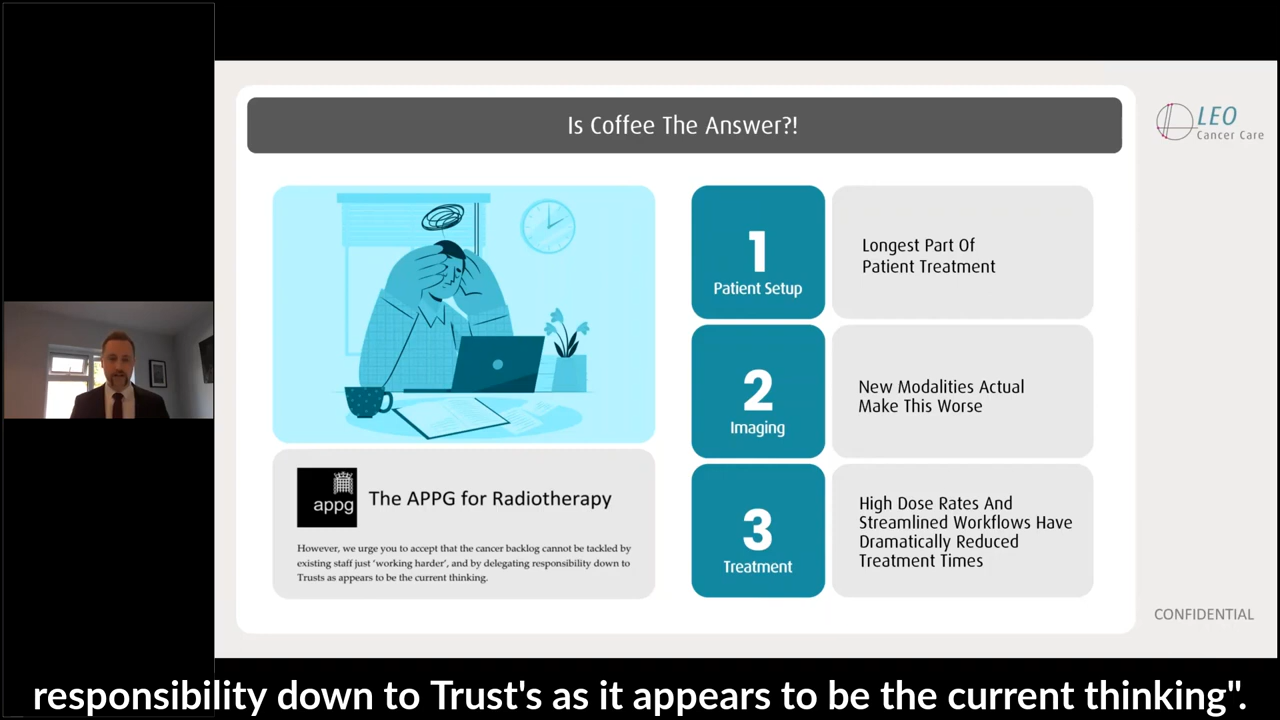 Is Coffee The Answer?!
LEO
Cancer Care
1
Patient Setup
Longest Part Of
Patient Treatment
2
Imaging
New Modalities Actual
Make This Worse
3
Treatment
High Dose Rates And
Streamlined Workflows Have
Dramatically Reduced
Treatment Times
appg
The APPG for Radiotherapy
However, we urge you to accept that the cancer backlog cannot be tackled by
existing staff just ‘working harder’, and by delegating responsibility down to
Trusts as appears to be the current thinking.
CONFIDENTIAL
responsibility down to Trust's as it appears to be the current thinking".